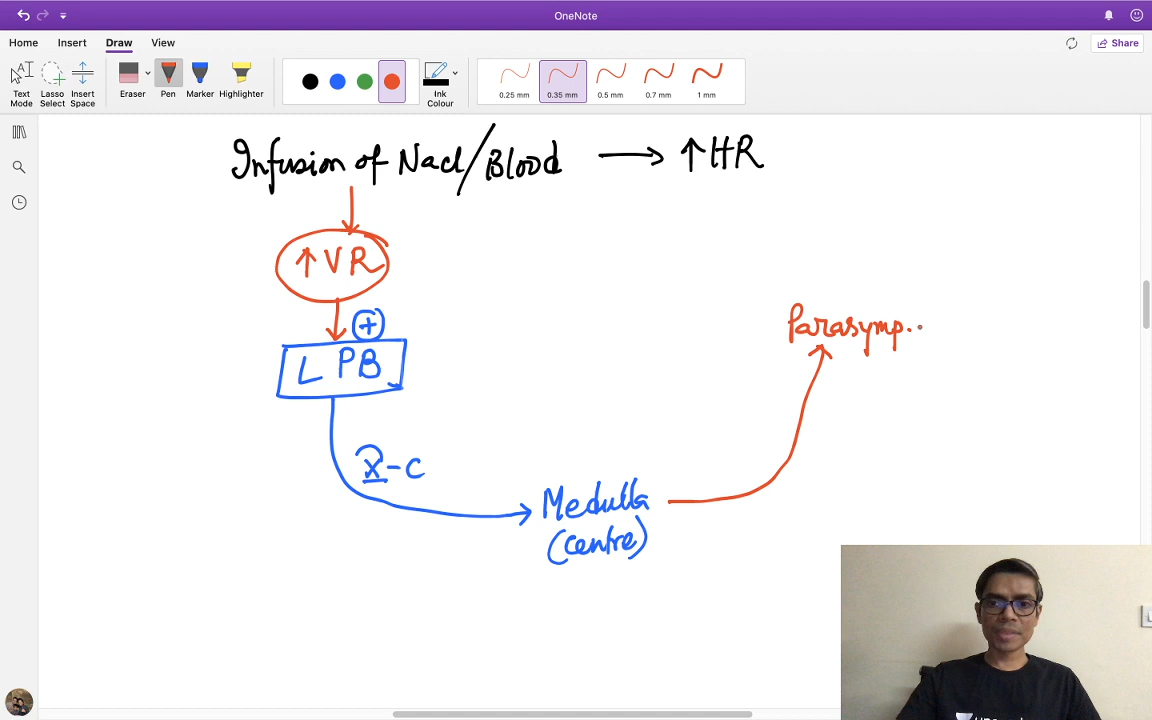 OneNote
Home Insert Draw View
Share
Text Mode
Lasso Select
Insert Space
Eraser
Pen
Marker
Highlighter
Ink Colour
0.25 mm
0.35 mm
0.5 mm
0.7 mm
1 mm
Infusion of Nacl/Blood → ↑HR
↑VR
+
LPB
X-C
Parasymp..
Medulla
(centre)